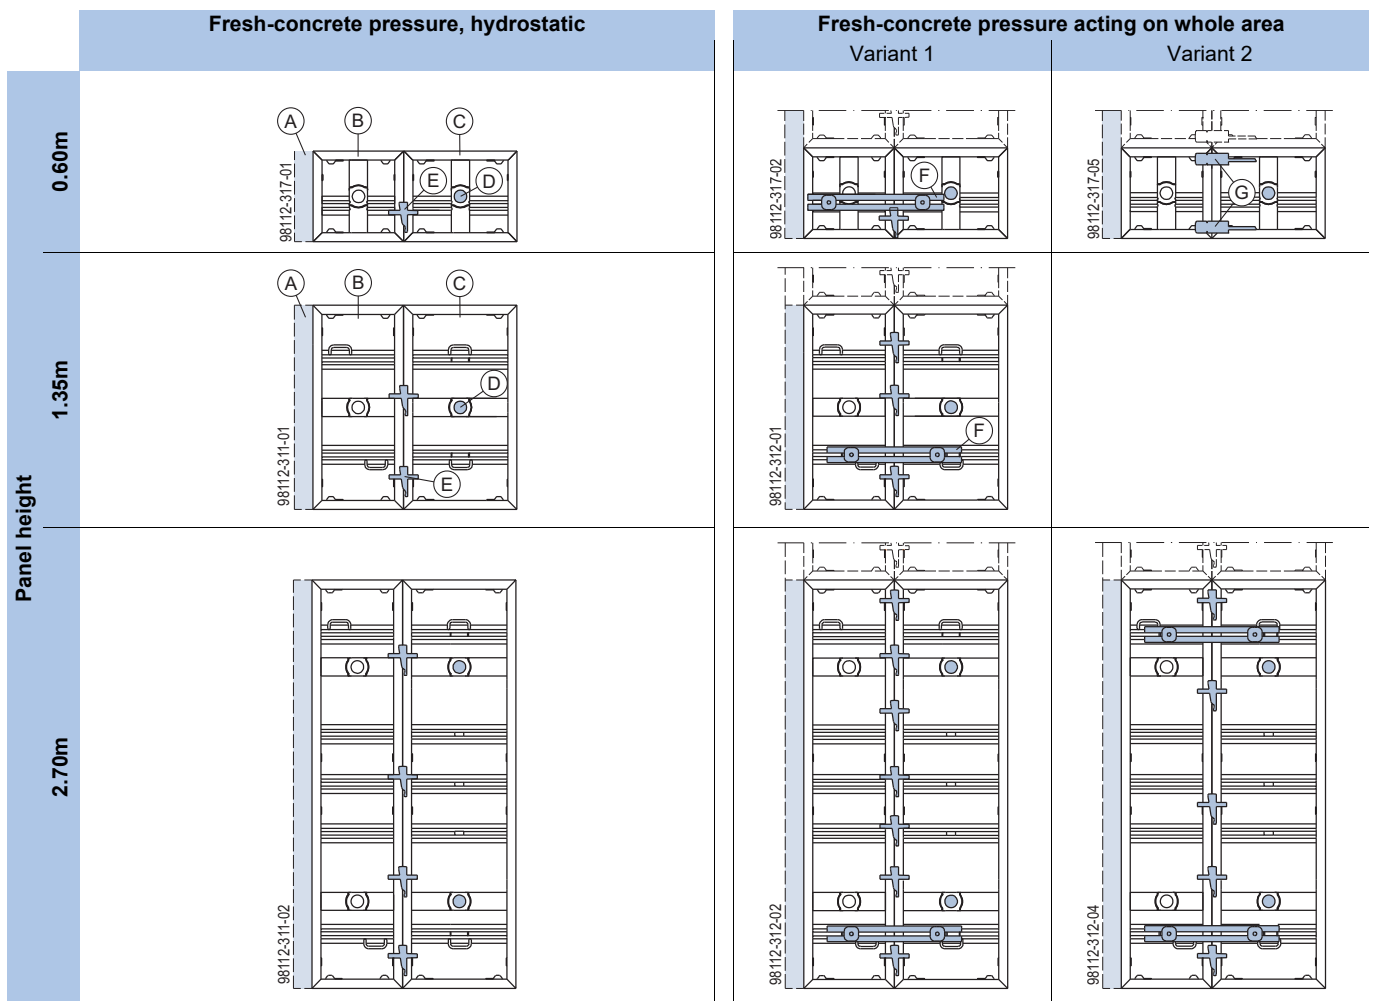 Fresh-concrete pressure, hydrostatic
Fresh-concrete pressure acting on whole area
Variant 1
Variant 2
Panel height
0.60m
A
B
C
E
D
98112-317-01
F
98112-317-02
G
98112-317-05
1.35m
A
B
C
D
E
98112-311-01
F
98112-312-01
2.70m
98112-311-02
98112-312-02
98112-312-04